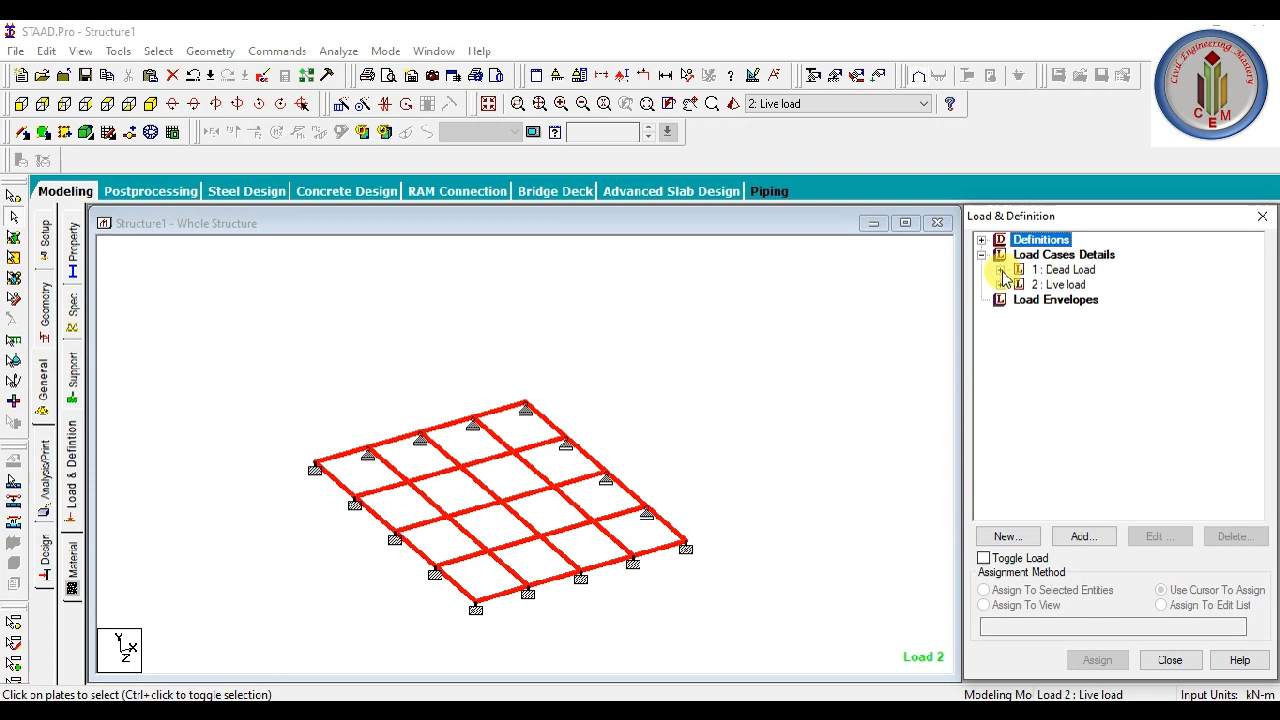 STAAD.Pro - Structure1
File Edit View Tools Select Geometry Commands Analyze Mode Window Help
Civil Engineering Mastery
C E M
2: Live load
Modeling Postprocessing Steel Design Concrete Design RAM Connection Bridge Deck Advanced Slab Design Piping
Setup
Geometry
General
Analysis/Print
Design
Property
Spec
Support
Load & Definition
Material
Structure1 - Whole Structure
Y
X
Z
Load 2
Load & Definition
Definitions
Load Cases Details
1 : Dead Load
2 : Live load
Load Envelopes
New... Add... Edit ... Delete...
Toggle Load
Assignment Method
Assign To Selected Entities Use Cursor To Assign
Assign To View Assign To Edit List
Assign Close Help
Click on plates to select (Ctrl+click to toggle selection) Modeling Mo Load 2 : Live load Input Units: kN-m